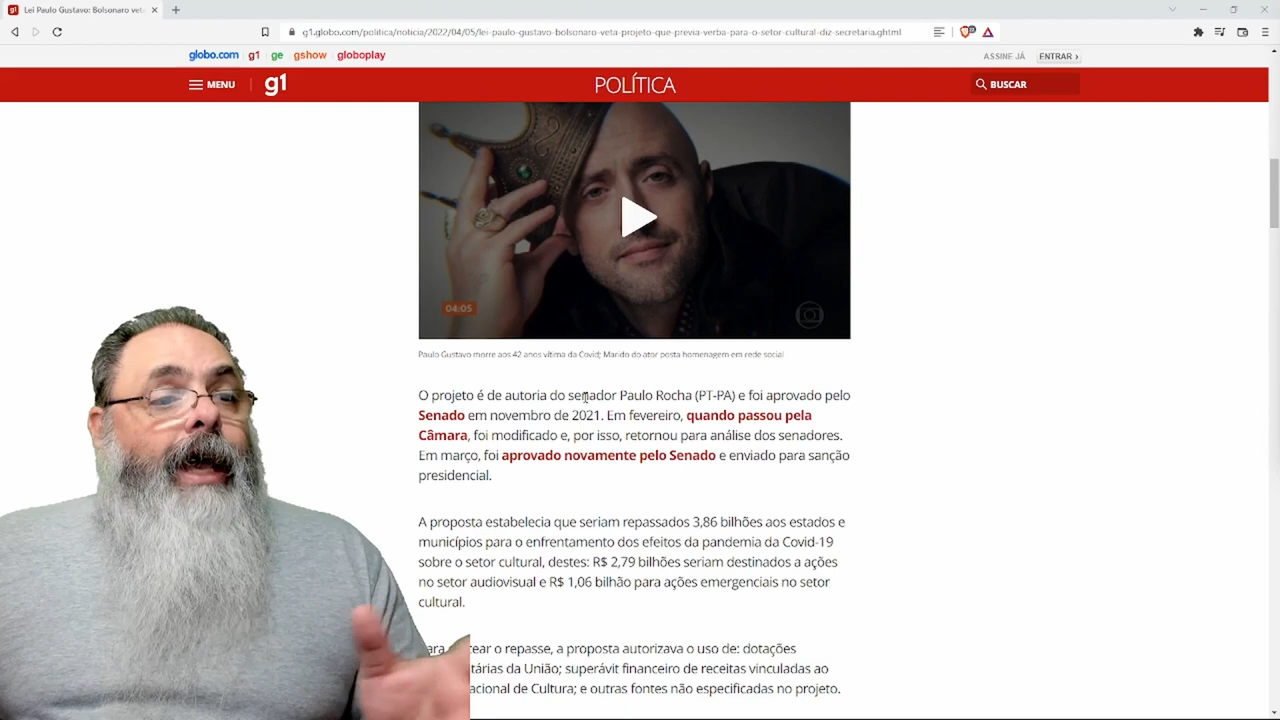 Lei Paulo Gustavo: Bolsonaro vet
g1.globo.com/politica/noticia/2022/04/05/lei-paulo-gustavo-bolsonaro-veta-projeto-que-previa-verba-para-o-setor-cultural-diz-secretaria.ghtml
globo.com g1 ge gshow globoplay ASSINE JÁ ENTRAR ›
MENU g1 POLÍTICA BUSCAR
04:05
Paulo Gustavo morre aos 42 anos vítima da Covid; Marido do ator posta homenagem em rede social
O projeto é de autoria do senador Paulo Rocha (PT-PA) e foi aprovado pelo
Senado em novembro de 2021. Em fevereiro, quando passou pela
Câmara, foi modificado e, por isso, retornou para análise dos senadores.
Em março, foi aprovado novamente pelo Senado e enviado para sanção
presidencial.
A proposta estabelecia que seriam repassados 3,86 bilhões aos estados e
municípios para o enfrentamento dos efeitos da pandemia da Covid-19
sobre o setor cultural, destes: R$ 2,79 bilhões seriam destinados a ações
no setor audiovisual e R$ 1,06 bilhão para ações emergenciais no setor
cultural.
o repasse, a proposta autorizava o uso de: dotações
da União; superávit financeiro de receitas vinculadas ao
de Cultura; e outras fontes não especificadas no projeto.